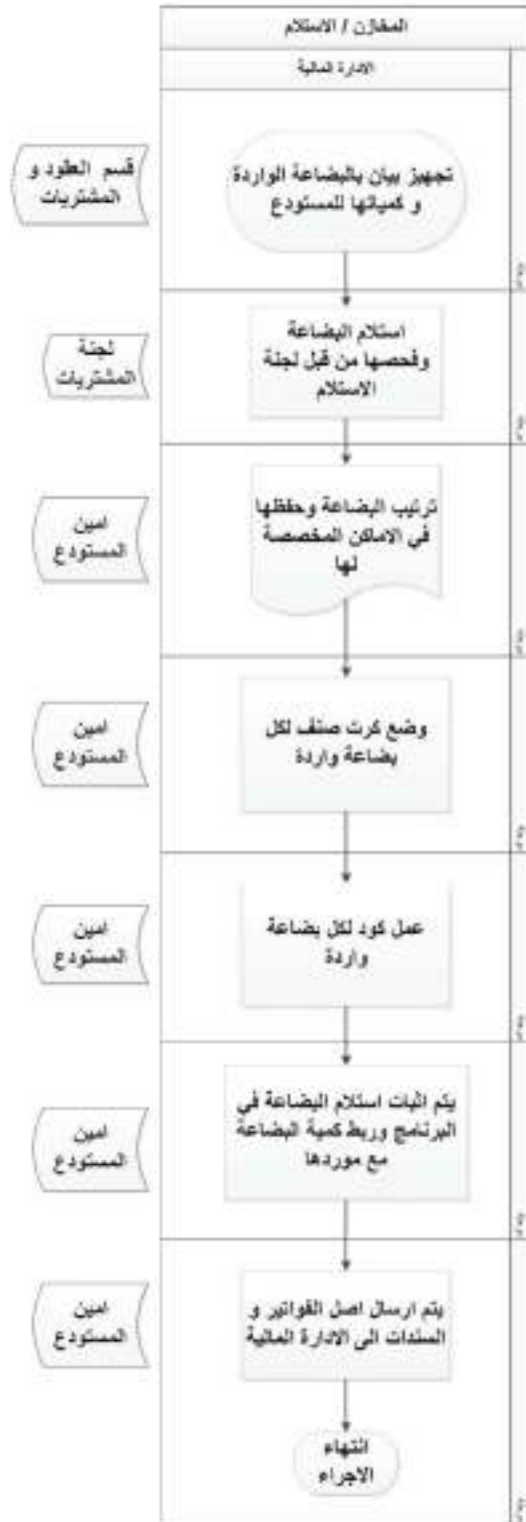 المخازن / الاستلام
الادارة المالية
تجهيز بيان بالبضاعة الواردة
و كمياتها للمستودع
قسم العقود و
المشتريات
استلام البضاعة
وفحصها من قبل لجنة
الاستلام
لجنة
المشتريات
ترتيب البضاعة وحفظها
في الاماكن المخصصة
لها
امين
المستودع
وضع كرت صنف لكل
بضاعة واردة
امين
المستودع
عمل كود لكل بضاعة
واردة
امين
المستودع
يتم اثبات استلام البضاعة في
البرنامج وربط كمية البضاعة
مع موردها
امين
المستودع
يتم ارسال اصل الفواتير و
السندات الى الادارة المالية
امين
المستودع
انتهاء
الاجراء